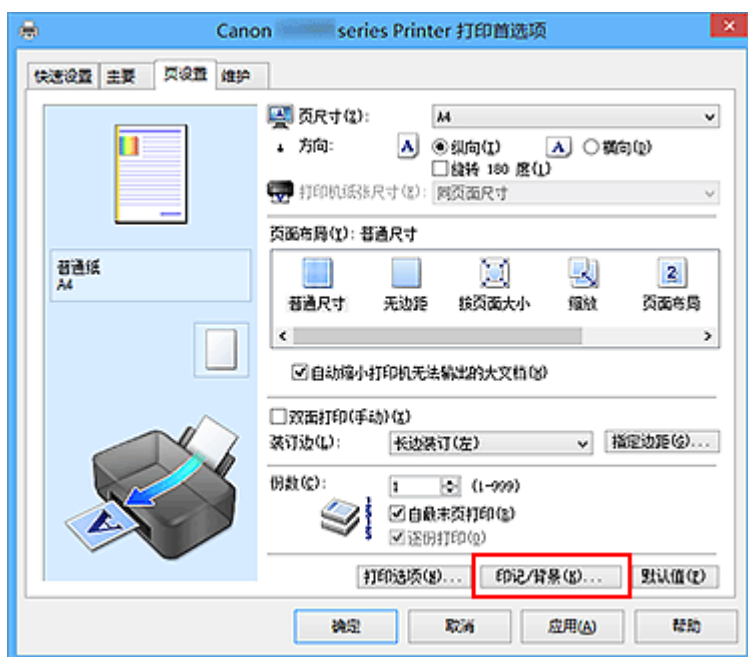 Canon series Printer 打印首选项
快速设置 主要 页设置 维护
页尺寸(Z): A4
方向: A 纵向(I) A 横向(D)
旋转 180 度(L)
打印机纸张尺寸(E): 同页面尺寸
页面布局(Y): 普通尺寸
普通纸
A4
2
普通尺寸 无边距 按页面大小 缩放 页面布局
自动缩小打印机无法输出的大文档(W)
双面打印(手动)(X)
装订边(L): 长边装订(左) 指定边距(G)...
份数(C): 1 (1-999)
自最末页打印(S)
逐份打印(O)
打印选项(N)... 印记/背景(K)... 默认值(F)
确定 取消 应用(A) 帮助